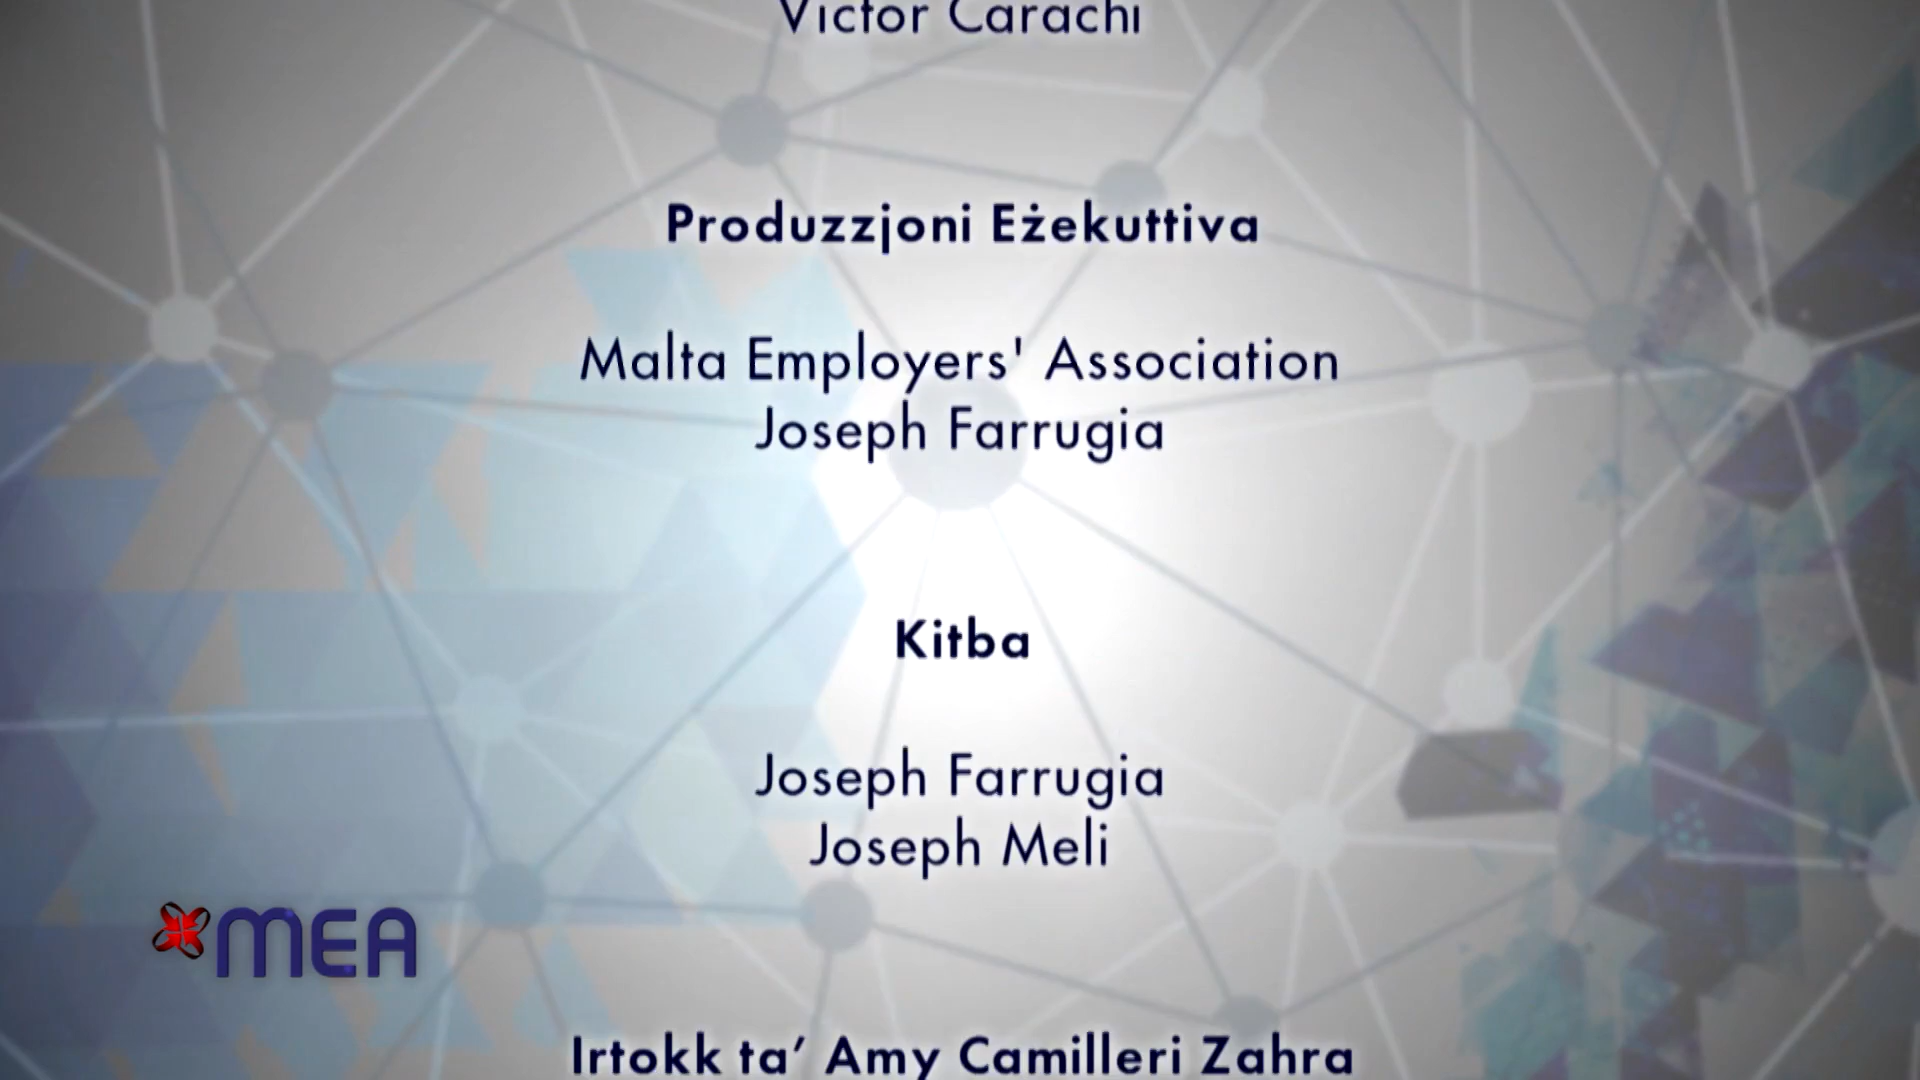 Victor Carachi
Produzzjoni Eżekuttiva
Malta Employers' Association
Joseph Farrugia
Kitba
Joseph Farrugia
Joseph Meli
MEA
Irtokk ta’ Amy Camilleri Zahra